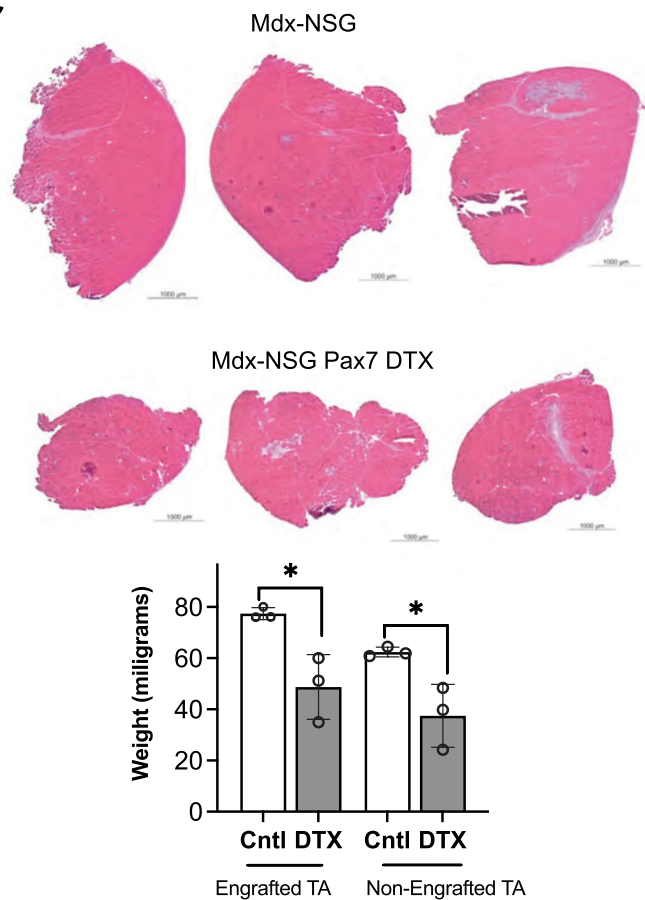 Mdx-NSG
1000 µm
1000 µm
1000 µm
Mdx-NSG Pax7 DTX
1000 µm
1000 µm
1000 µm
*
*
Weight (miligrams)
80
60
40
20
0
Cntl DTX Cntl DTX
Engrafted TA Non-Engrafted TA